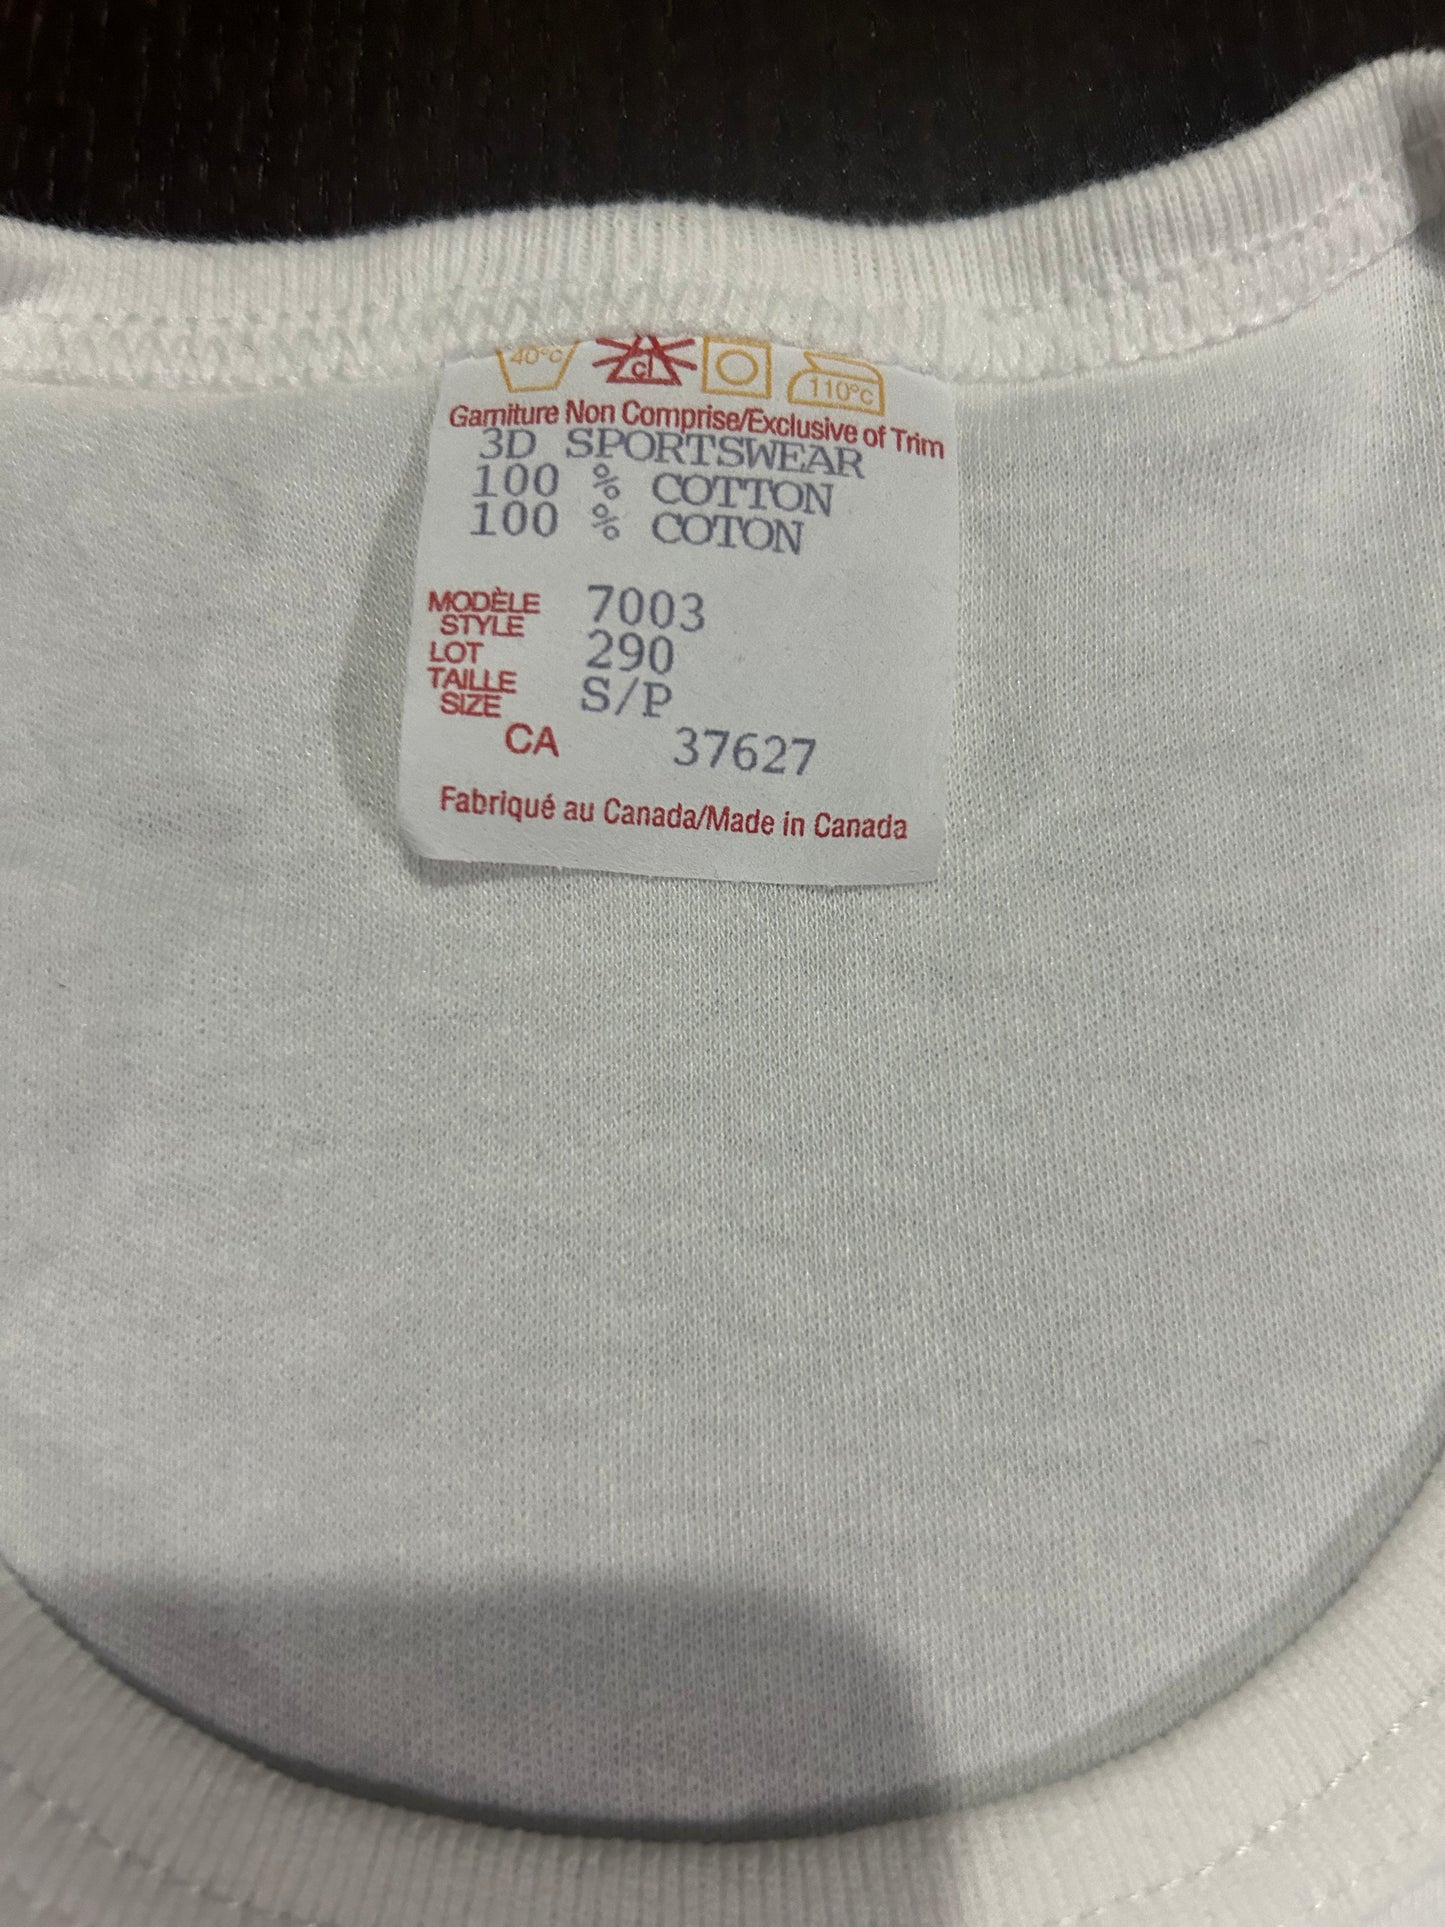 40°C cl 110°C
Garniture Non Comprise/Exclusive of Trim
3D SPORTSWEAR
100 % COTTON
100 % COTON
MODÈLE STYLE 7003
LOT 290
TAILLE SIZE S/P
CA 37627
Fabriqué au Canada/Made in Canada